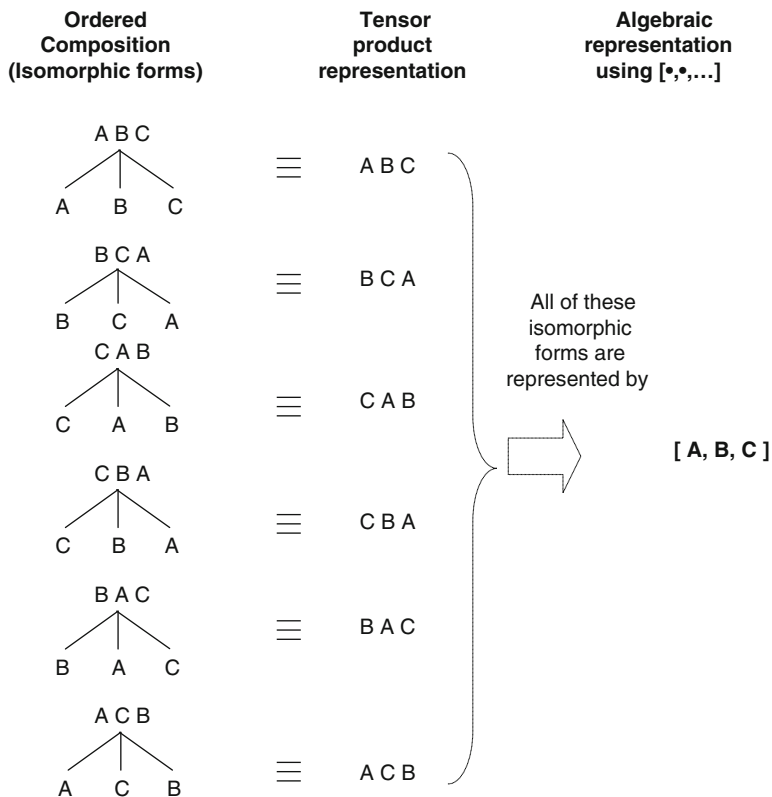 Ordered
Composition
(Isomorphic forms)
Tensor
product
representation
Algebraic
representation
using [•,•,…]
A B C
A B C
≡
A B C
B C A
B C A
≡
B C A
C A B
C A B
≡
C A B
C B A
C B A
≡
C B A
B A C
B A C
≡
B A C
A C B
A C B
≡
A C B
All of these
isomorphic
forms are
represented by
[ A, B, C ]